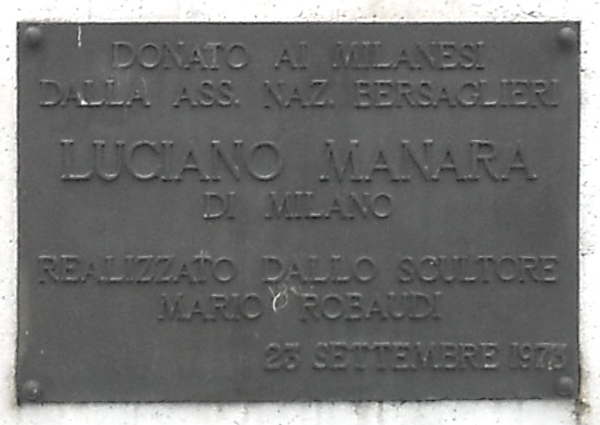 DONATO AI MILANESI
DALLA ASS. NAZ. BERSAGLIERI
LUCIANO MANARA
DI MILANO
REALIZZATO DALLO SCULTORE
MARIO ROBAUDI
23 SETTEMBRE 1973